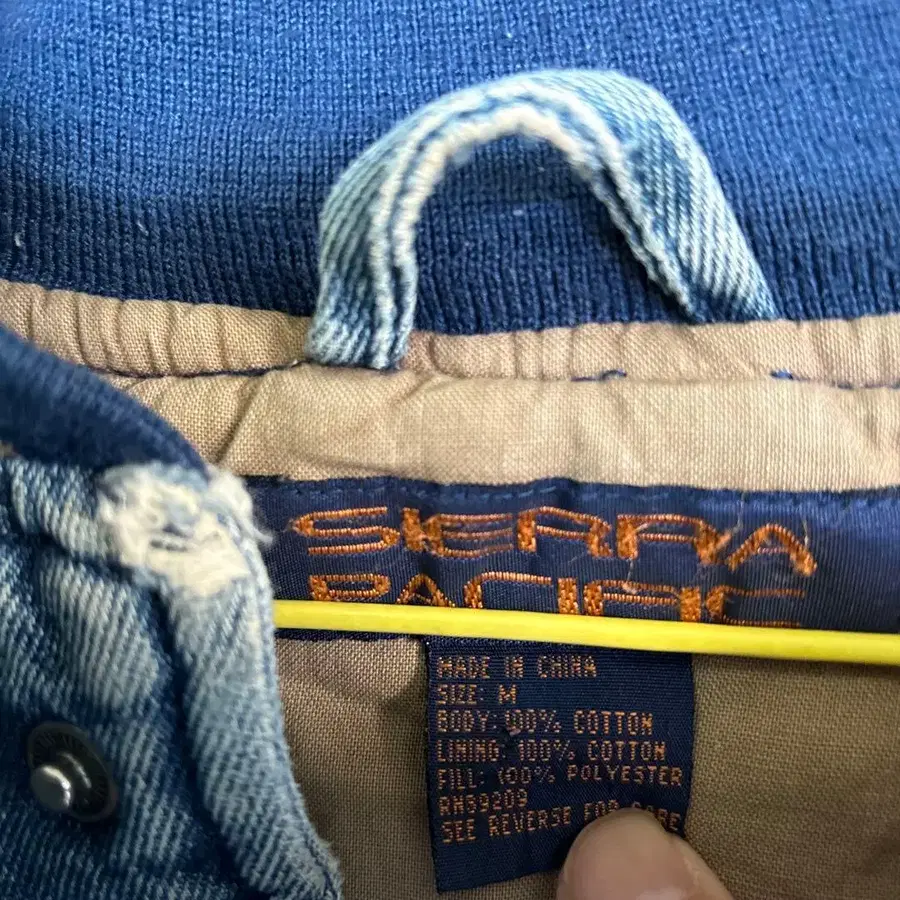 SIERRA
PACIFIC
MADE IN CHINA
SIZE: M
BODY: 100% COTTON
LINING: 100% COTTON
FILL: 100% POLYESTER
RN59209
SEE REVERSE FOR CARE